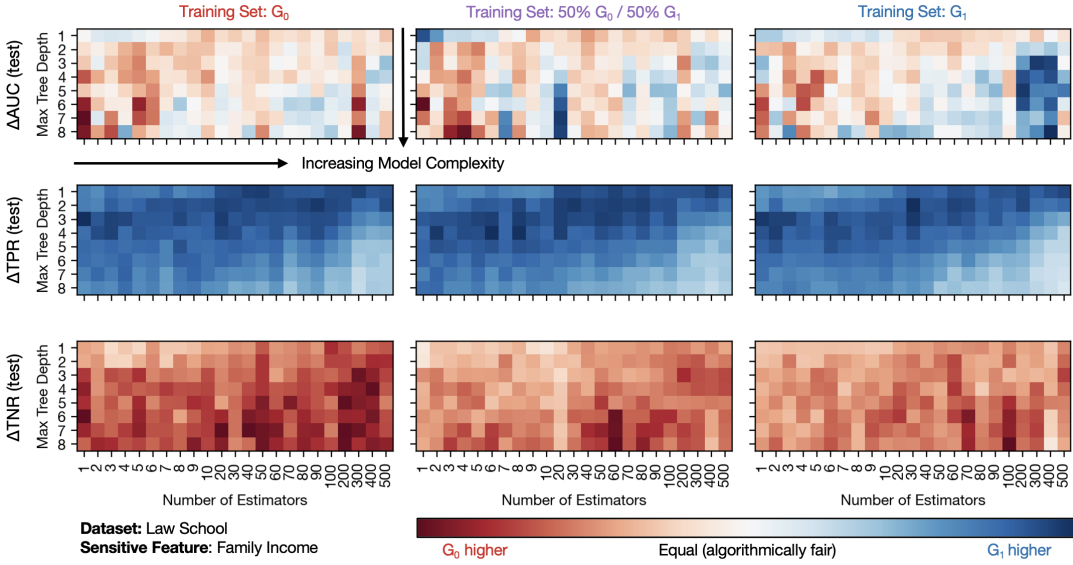 Training Set: G₀
Training Set: 50% G₀ / 50% G₁
Training Set: G₁
ΔAUC (test)
Max Tree Depth
1
2
3
4
5
6
7
8
Increasing Model Complexity
ΔTPR (test)
Max Tree Depth
1
2
3
4
5
6
7
8
ΔTNR (test)
Max Tree Depth
1
2
3
4
5
6
7
8
1 2 3 4 5 6 7 8 9 10 20 30 40 50 60 70 80 90 100 200 300 400 500
1 2 3 4 5 6 7 8 9 10 20 30 40 50 60 70 80 90 100 200 300 400 500
1 2 3 4 5 6 7 8 9 10 20 30 40 50 60 70 80 90 100 200 300 400 500
Number of Estimators
Number of Estimators
Number of Estimators
Dataset: Law School
Sensitive Feature: Family Income
G₀ higher
Equal (algorithmically fair)
G₁ higher